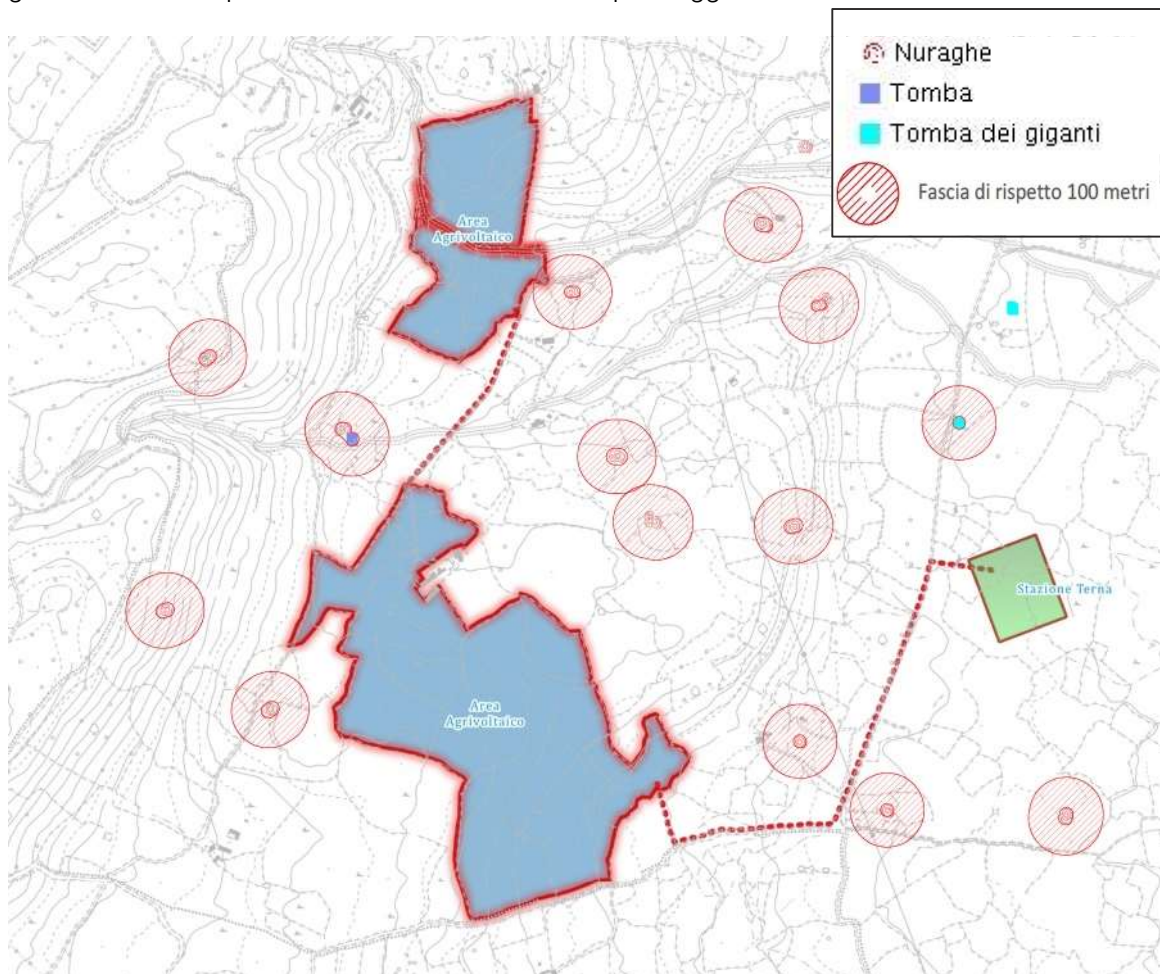 Nuraghe
Tomba
Tomba dei giganti
Fascia di rispetto 100 metri
Area
Agrivoltaico
Area
Agrivoltaico
Stazione Terna